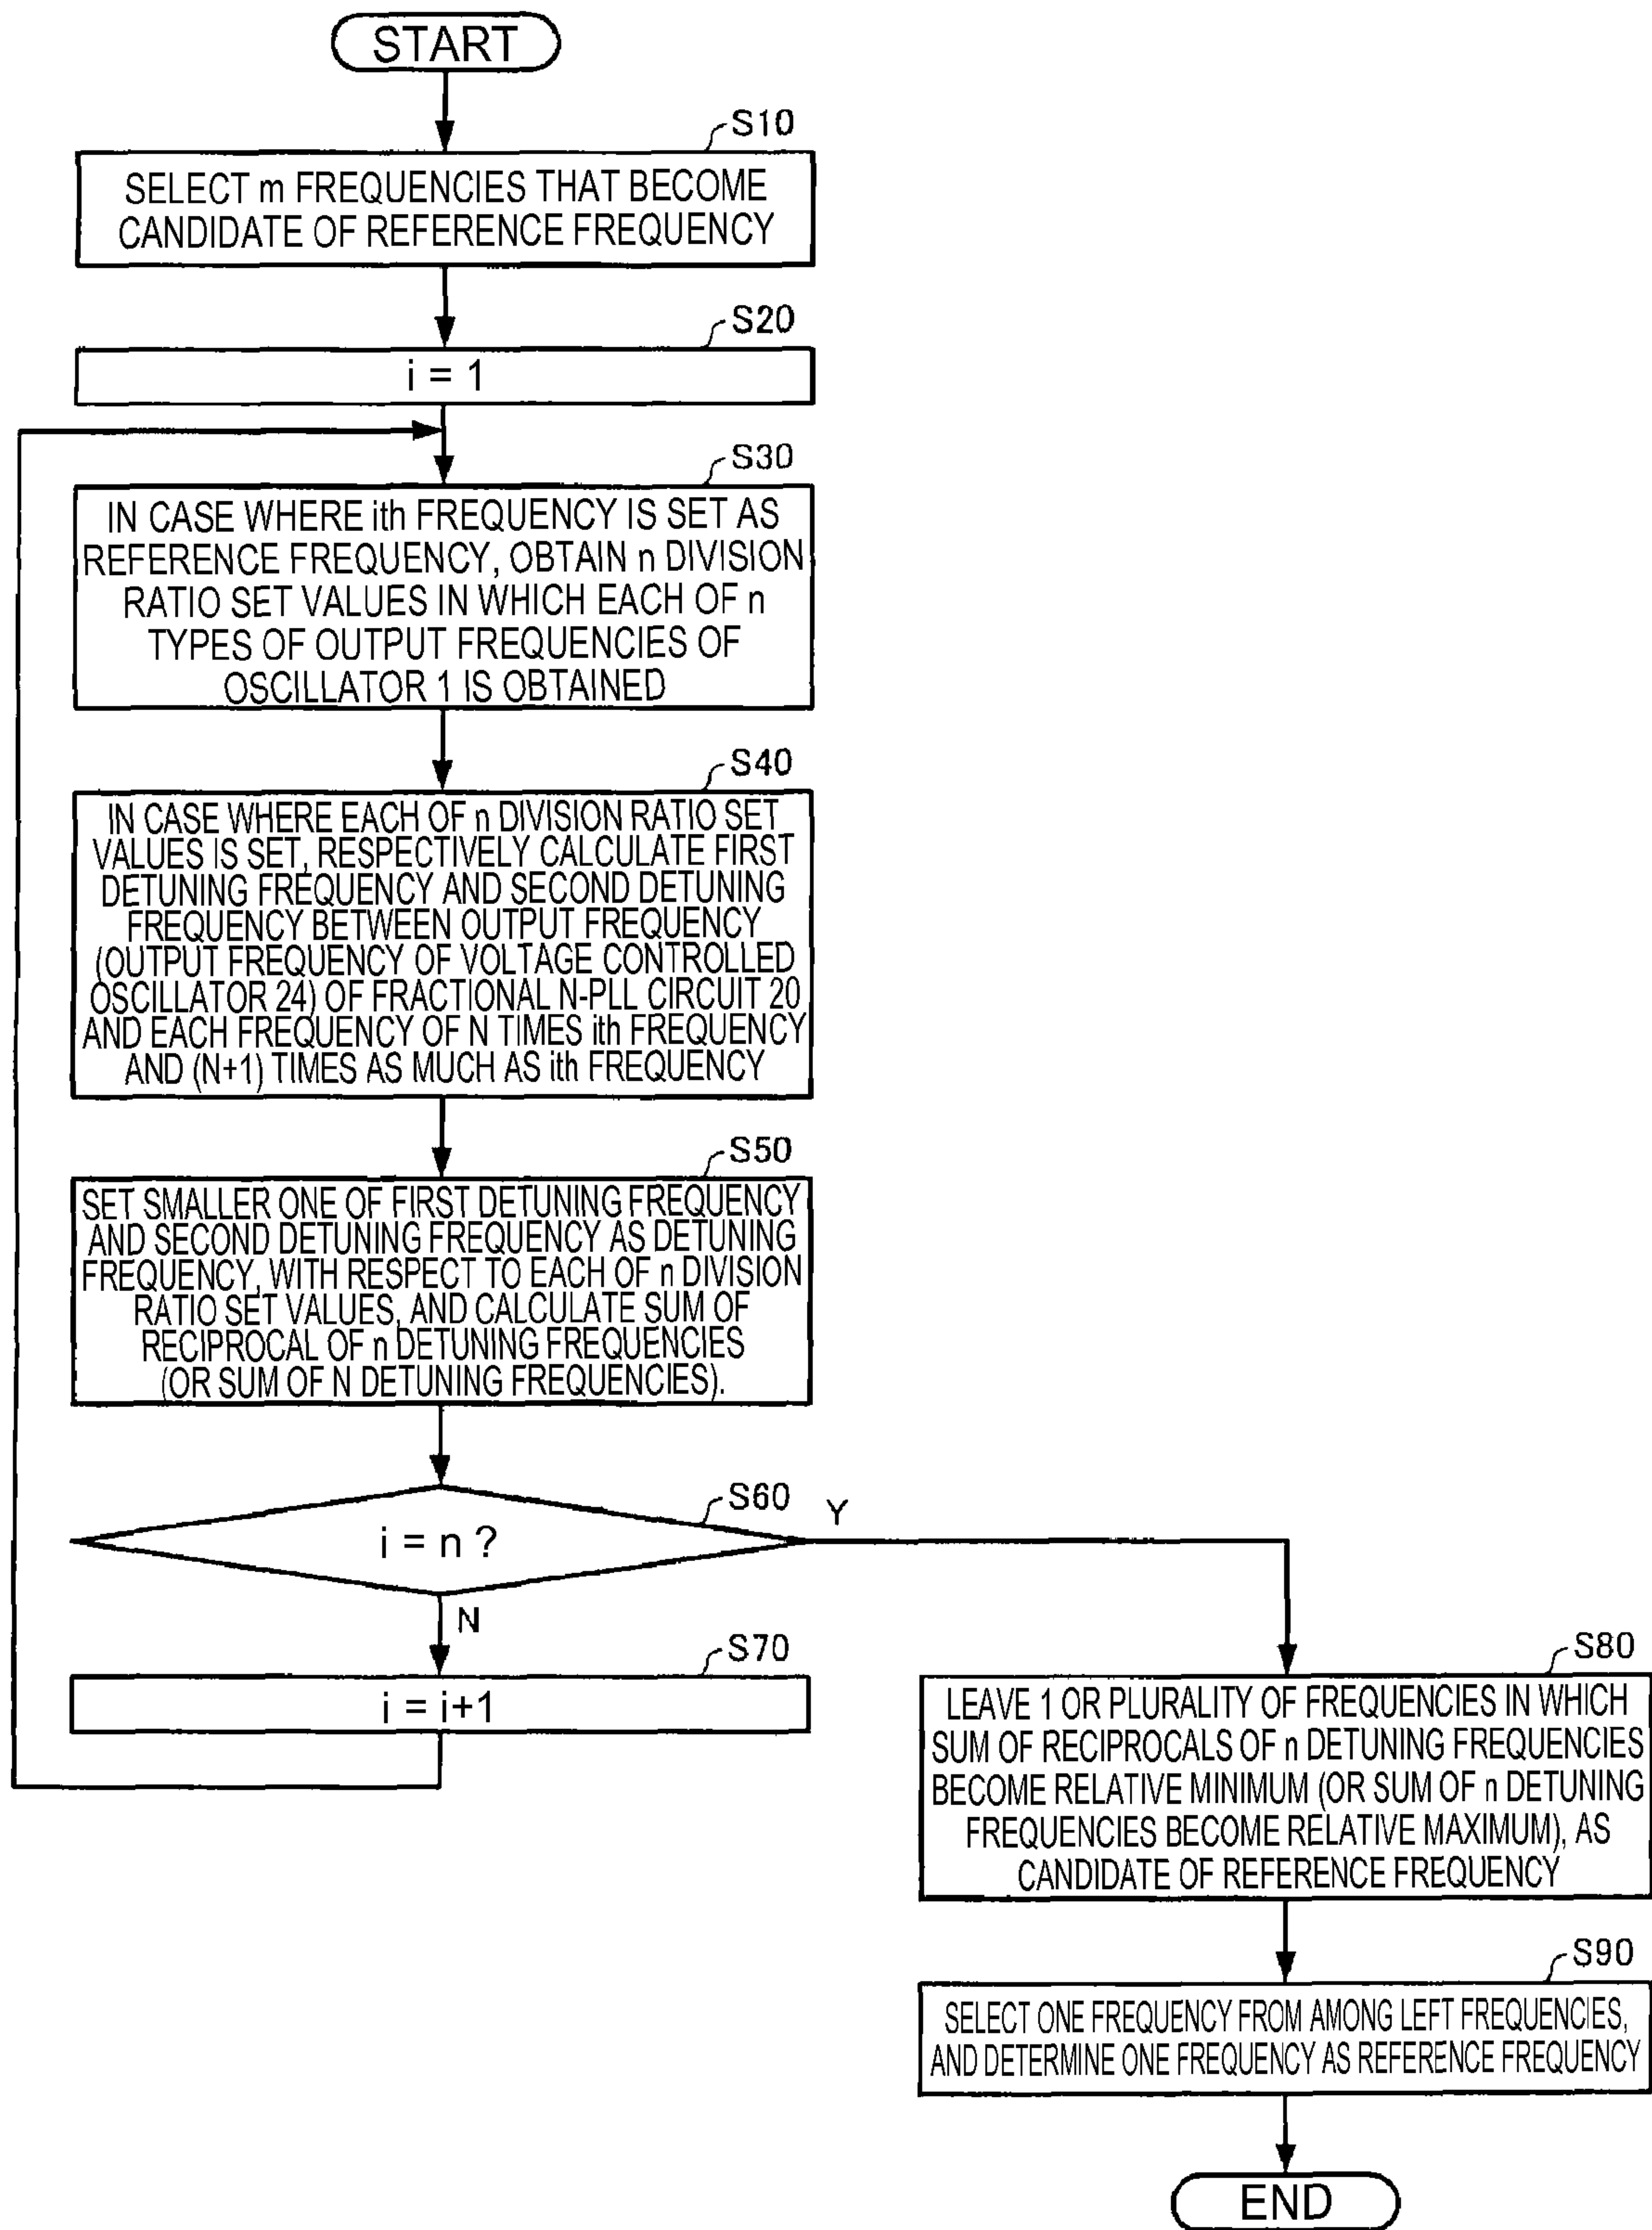 START
S10
SELECT m FREQUENCIES THAT BECOME
CANDIDATE OF REFERENCE FREQUENCY
S20
i = 1
S30
IN CASE WHERE ith FREQUENCY IS SET AS
REFERENCE FREQUENCY, OBTAIN n DIVISION
RATIO SET VALUES IN WHICH EACH OF n
TYPES OF OUTPUT FREQUENCIES OF
OSCILLATOR 1 IS OBTAINED
S40
IN CASE WHERE EACH OF n DIVISION RATIO SET
VALUES IS SET, RESPECTIVELY CALCULATE FIRST
DETUNING FREQUENCY AND SECOND DETUNING
FREQUENCY BETWEEN OUTPUT FREQUENCY
(OUTPUT FREQUENCY OF VOLTAGE CONTROLLED
OSCILLATOR 24) OF FRACTIONAL N-PLL CIRCUIT 20
AND EACH FREQUENCY OF N TIMES ith FREQUENCY
AND (N+1) TIMES AS MUCH AS ith FREQUENCY
S50
SET SMALLER ONE OF FIRST DETUNING FREQUENCY
AND SECOND DETUNING FREQUENCY AS DETUNING
FREQUENCY, WITH RESPECT TO EACH OF n DIVISION
RATIO SET VALUES, AND CALCULATE SUM OF
RECIPROCAL OF n DETUNING FREQUENCIES
(OR SUM OF N DETUNING FREQUENCIES).
S60
i = n ?
Y
N
S70
i = i+1
S80
LEAVE 1 OR PLURALITY OF FREQUENCIES IN WHICH
SUM OF RECIPROCALS OF n DETUNING FREQUENCIES
BECOME RELATIVE MINIMUM (OR SUM OF n DETUNING
FREQUENCIES BECOME RELATIVE MAXIMUM), AS
CANDIDATE OF REFERENCE FREQUENCY
S90
SELECT ONE FREQUENCY FROM AMONG LEFT FREQUENCIES,
AND DETERMINE ONE FREQUENCY AS REFERENCE FREQUENCY
END